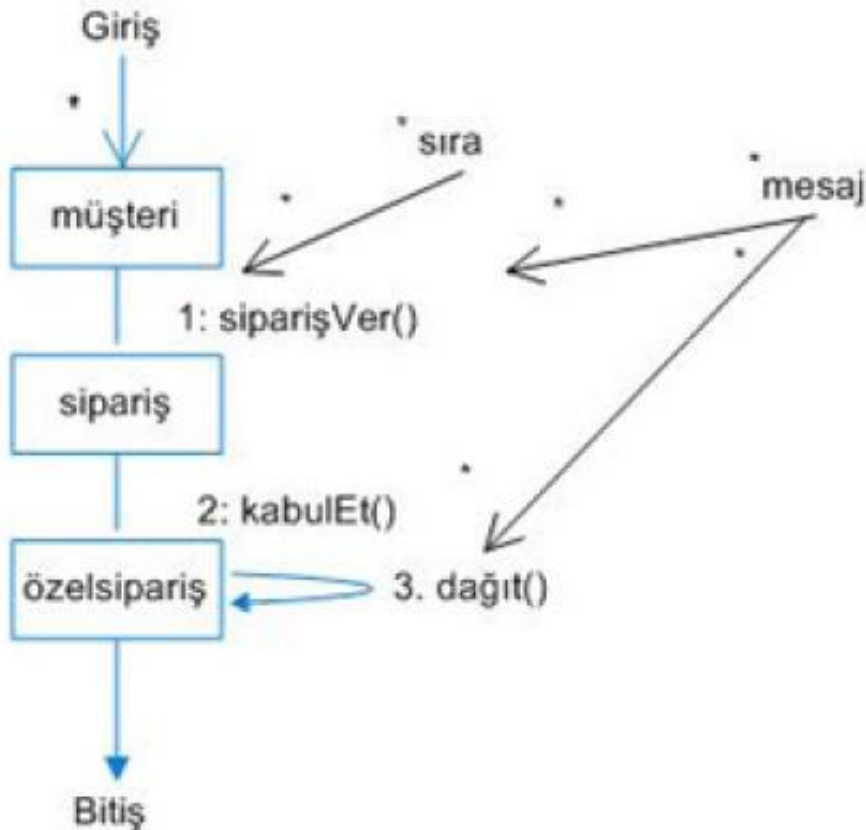 Giriş
sıra
mesaj
müşteri
1: siparişVer()
sipariş
2: kabulEt()
özelsipariş
3. dağıt()
Bitiş